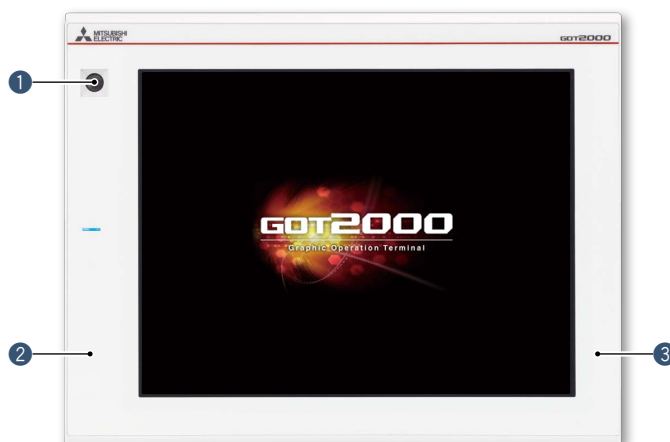 MITSUBISHI
ELECTRIC
GOT2000
1
GOT2000
Graphic Operation Terminal
2
3